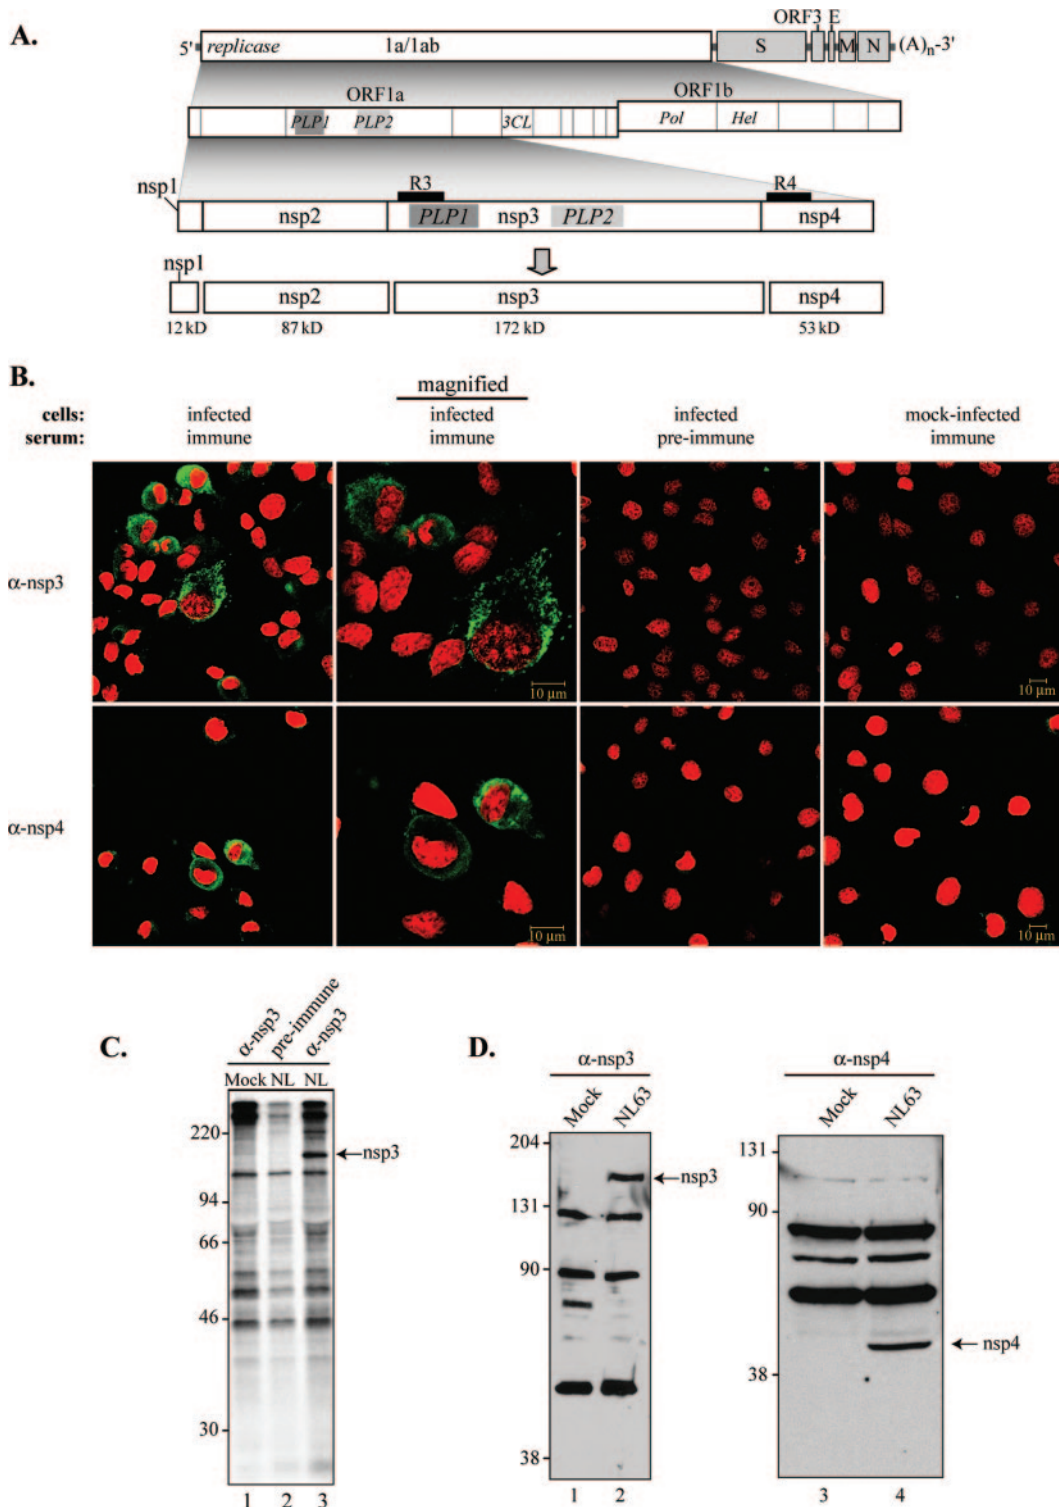 A.
ORF3 E
5' replicase 1a/1ab S M N (A)n-3'
ORF1a ORF1b
PLP1 PLP2 3CL Pol Hel
nsp1 R3 R4
nsp2 PLP1 nsp3 PLP2 nsp4
nsp1
nsp2 nsp3 nsp4
12 kD 87 kD 172 kD 53 kD
B.
magnified
cells: infected infected infected mock-infected
serum: immune immune pre-immune immune
α-nsp3
10 µm 10 µm
α-nsp4
10 µm 10 µm
C.
α-nsp3 pre-immune α-nsp3
Mock NL NL
220
nsp3
94
66
46
30
1 2 3
D.
α-nsp3 α-nsp4
Mock NL63 Mock NL63
204
nsp3
131
90
38
1 2
131
90
nsp4
38
3 4